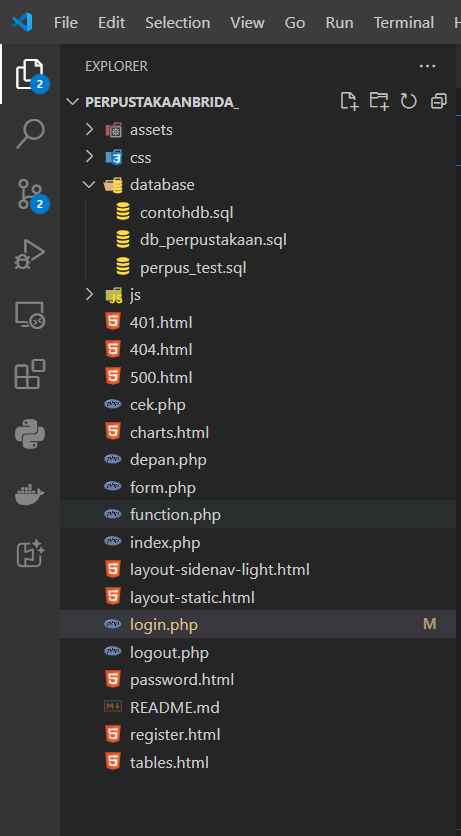 File Edit Selection View Go Run Terminal H
EXPLORER
PERPUSTAKAANBRIDA_
assets
css
database
contohdb.sql
db_perpustakaan.sql
perpus_test.sql
js
401.html
404.html
500.html
cek.php
charts.html
depan.php
form.php
function.php
index.php
layout-sidenav-light.html
layout-static.html
login.php M
logout.php
password.html
README.md
register.html
tables.html
2
2